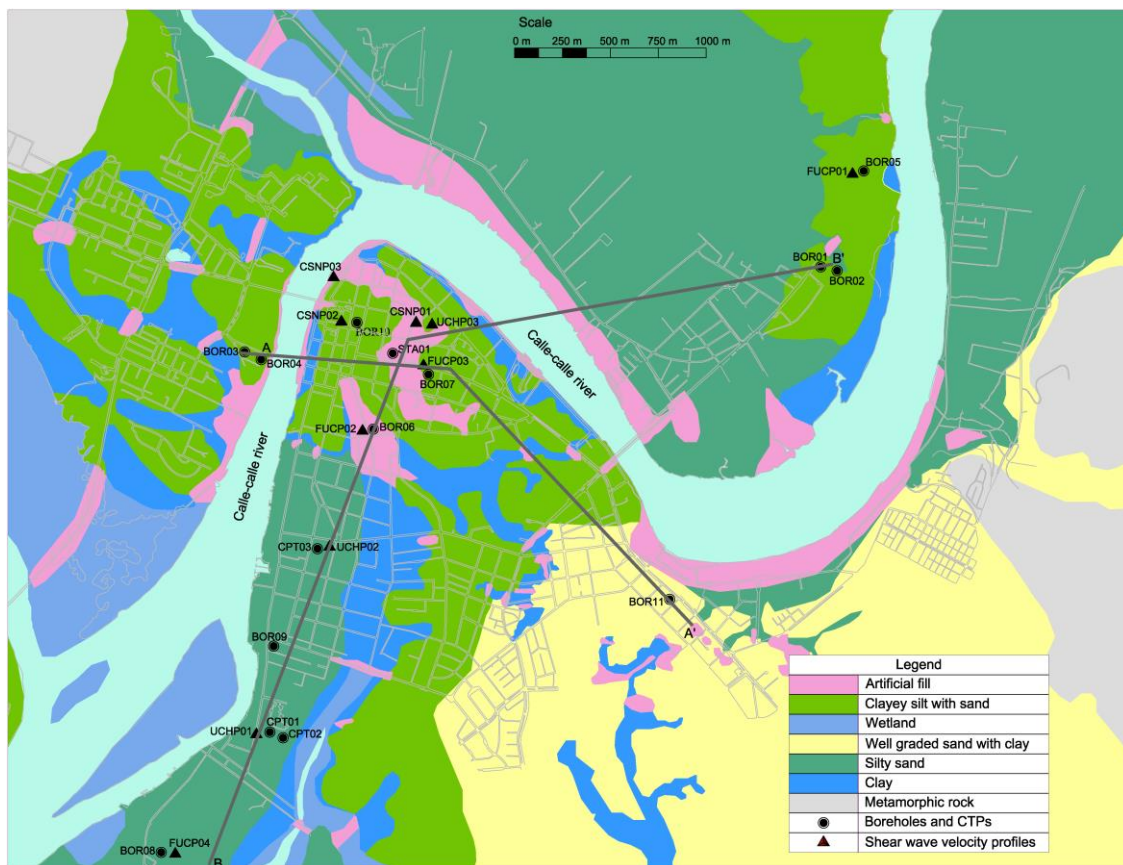 Scale
0 m 250 m 500 m 750 m 1000 m
FUCP01 BOR05
BOR01 B'
BOR02
CSNP03
CSNP02 BOR10 CSNP01 UCHP03
Calle-calle river
BOR03 A BOR04
STA01
FUCP03
BOR07
FUCP02 BOR06
Calle-calle river
CPT03 UCHP02
BOR11
A'
BOR09
UCHP01 CPT01
CPT02
BOR08 FUCP04
B
Legend
Artificial fill
Clayey silt with sand
Wetland
Well graded sand with clay
Silty sand
Clay
Metamorphic rock
Boreholes and CTPs
Shear wave velocity profiles